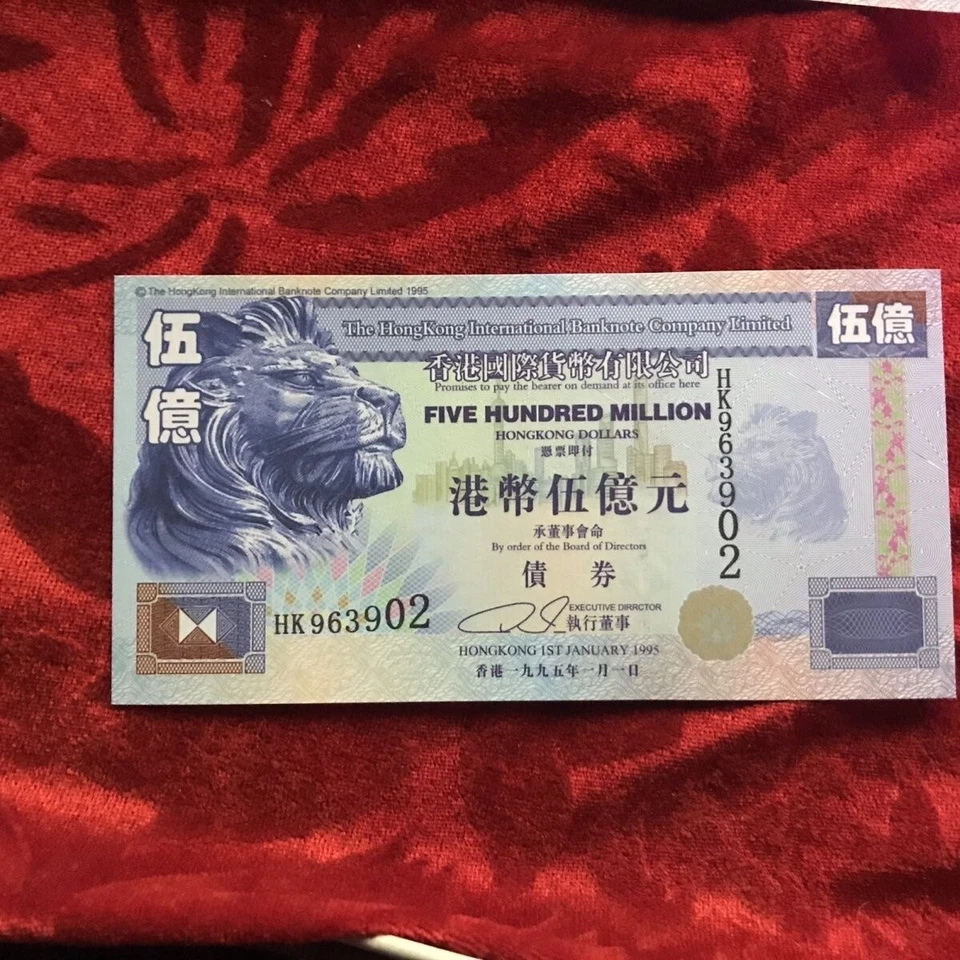 © The HongKong International Banknote Company Limited 1995
伍億
The HongKong International Banknote Company Limited
伍億
香港國際貨幣有限公司
Promises to pay the bearer on demand at its office here
FIVE HUNDRED MILLION
HONGKONG DOLLARS
憑票即付
港幣伍億元
HK963902
承董事會命
By order of the Board of Directors
債 券
HK963902
EXECUTIVE DIRRCTOR
執行董事
HONGKONG 1ST JANUARY 1995
香港一九九五年一月一日